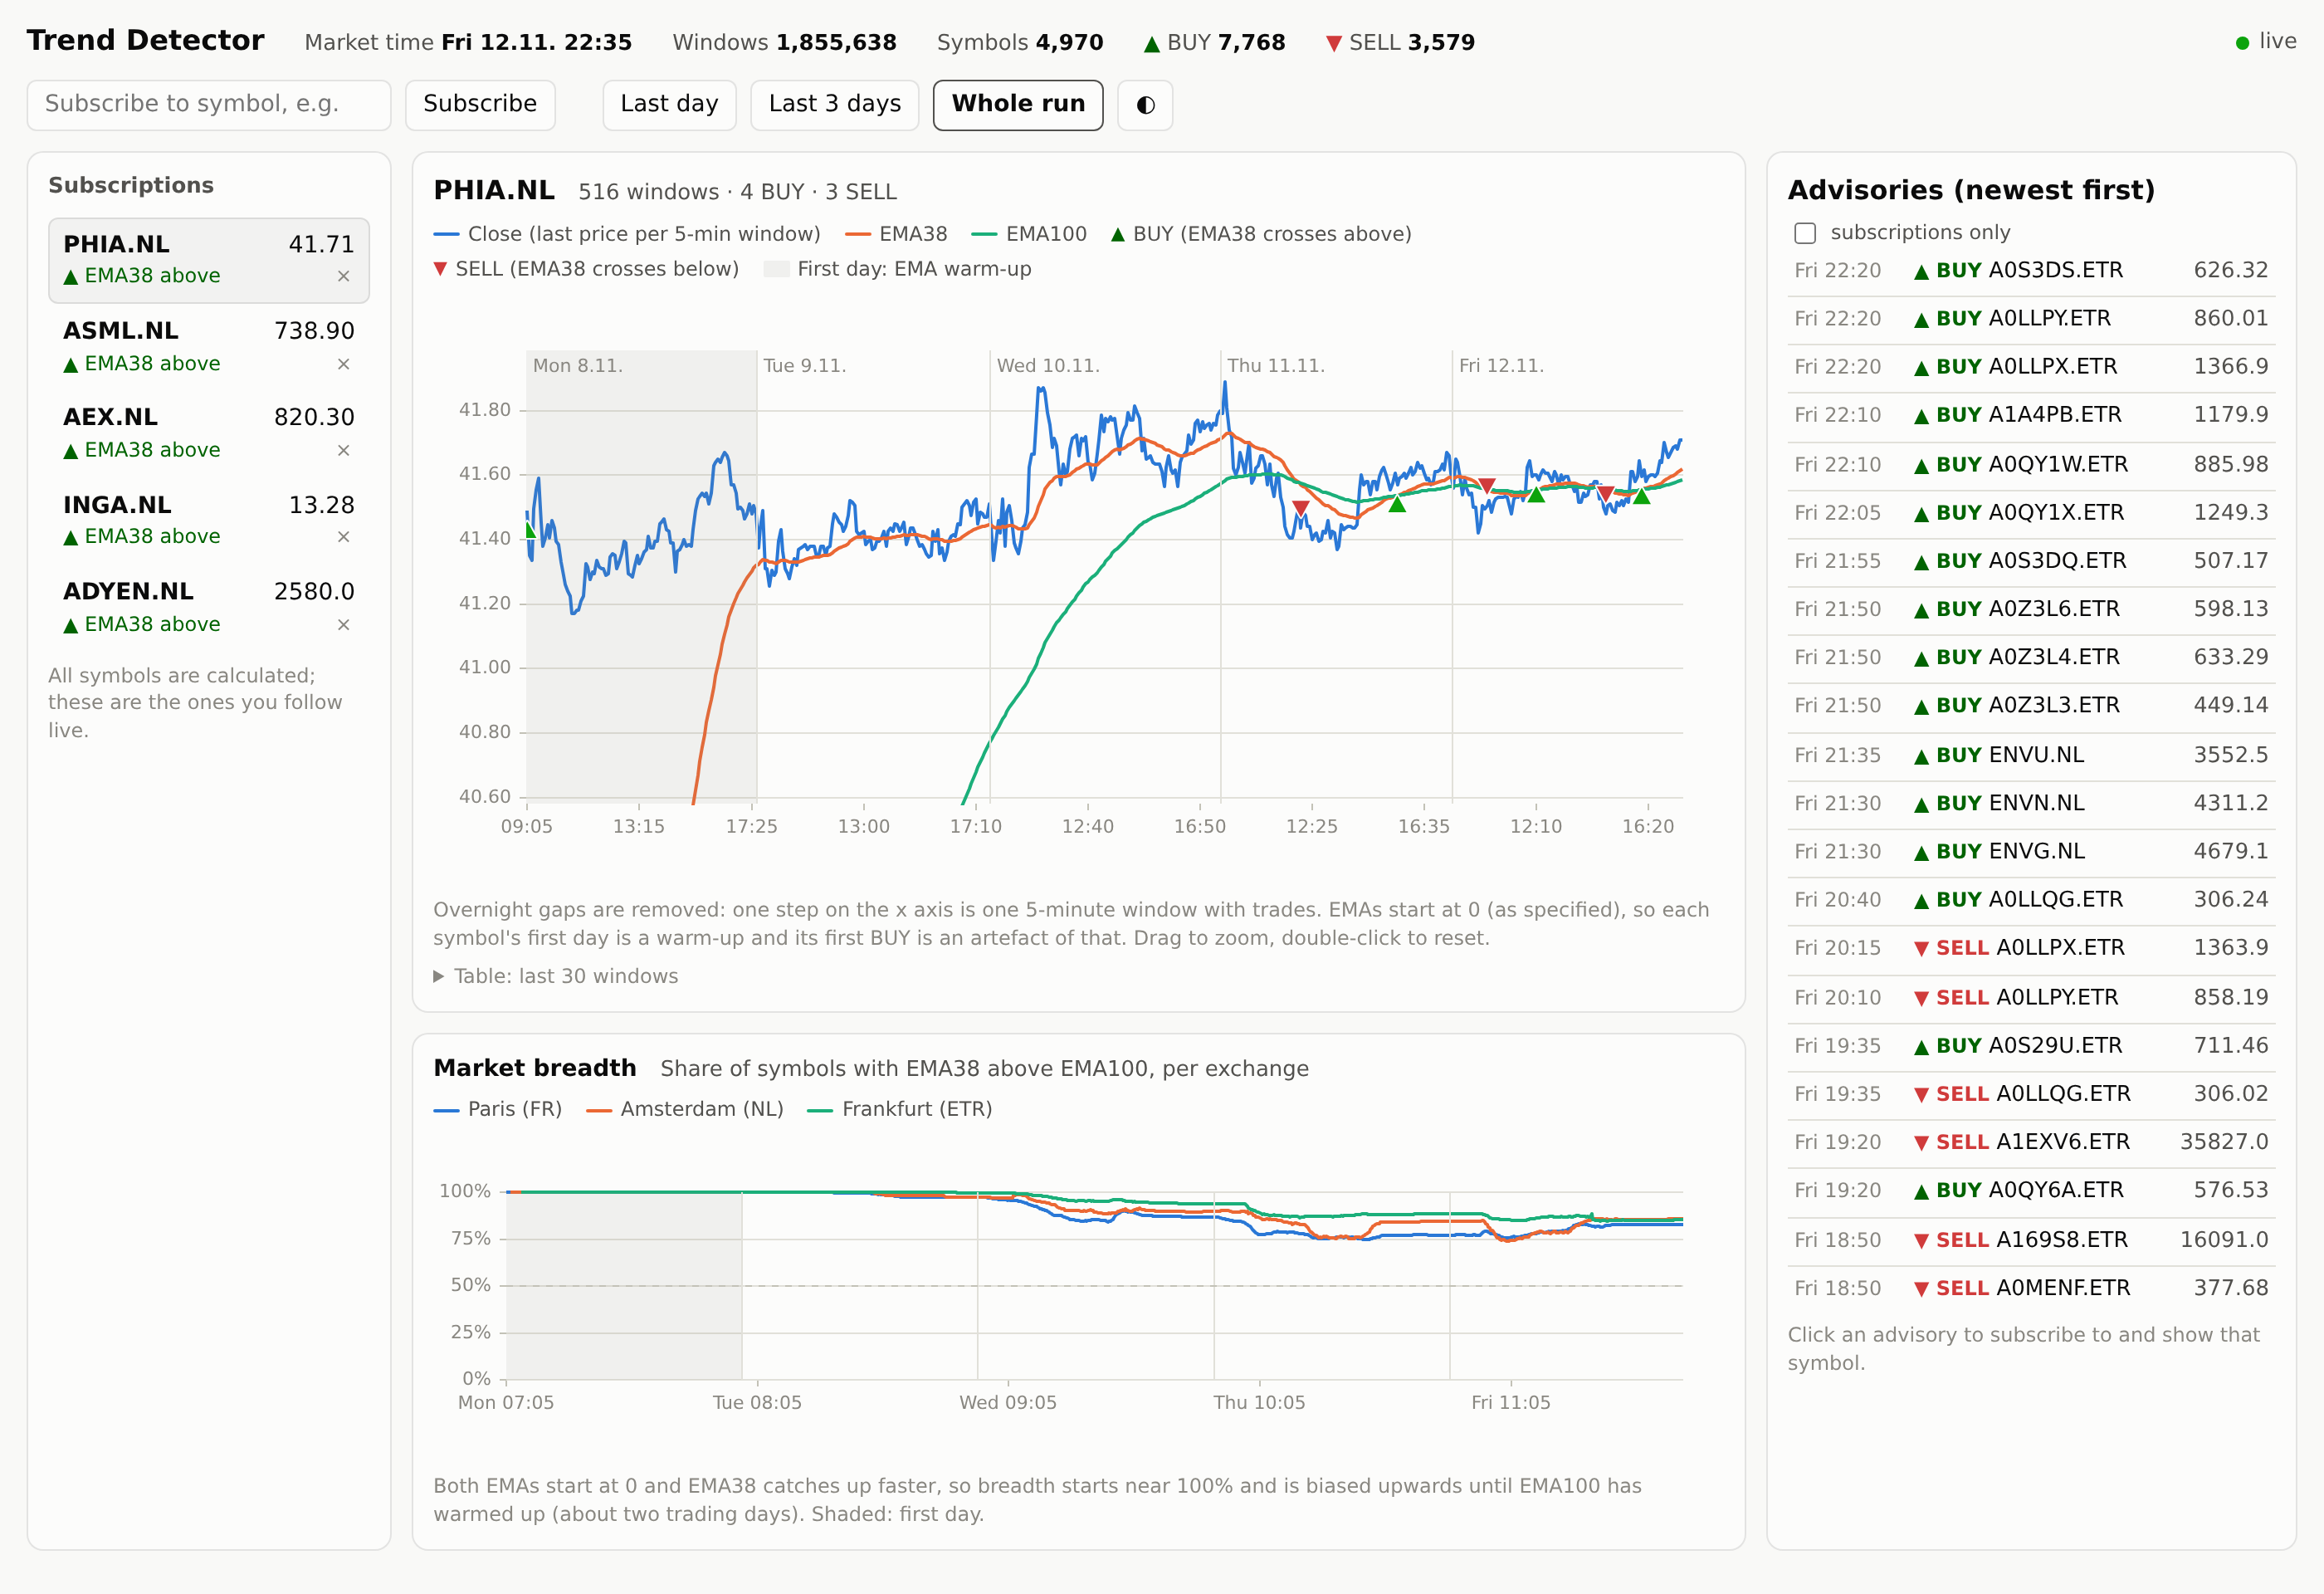 Trend Detector Market time Fri 12.11. 22:35 Windows 1,855,638 Symbols 4,970 ▲ BUY 7,768 ▼ SELL 3,579 ● live
Subscribe to symbol, e.g. Subscribe Last day Last 3 days Whole run ◐
Subscriptions
PHIA.NL 41.71
▲ EMA38 above ×
ASML.NL 738.90
▲ EMA38 above ×
AEX.NL 820.30
▲ EMA38 above ×
INGA.NL 13.28
▲ EMA38 above ×
ADYEN.NL 2580.0
▲ EMA38 above ×
All symbols are calculated;
these are the ones you follow
live.
PHIA.NL 516 windows · 4 BUY · 3 SELL
Close (last price per 5-min window) EMA38 EMA100 ▲ BUY (EMA38 crosses above)
▼ SELL (EMA38 crosses below) First day: EMA warm-up
Mon 8.11. Tue 9.11. Wed 10.11. Thu 11.11. Fri 12.11.
41.80
41.60
41.40
41.20
41.00
40.80
40.60
09:05 13:15 17:25 13:00 17:10 12:40 16:50 12:25 16:35 12:10 16:20
Overnight gaps are removed: one step on the x axis is one 5-minute window with trades. EMAs start at 0 (as specified), so each
symbol's first day is a warm-up and its first BUY is an artefact of that. Drag to zoom, double-click to reset.
▶ Table: last 30 windows
Market breadth Share of symbols with EMA38 above EMA100, per exchange
Paris (FR) Amsterdam (NL) Frankfurt (ETR)
100%
75%
50%
25%
0%
Mon 07:05 Tue 08:05 Wed 09:05 Thu 10:05 Fri 11:05
Both EMAs start at 0 and EMA38 catches up faster, so breadth starts near 100% and is biased upwards until EMA100 has
warmed up (about two trading days). Shaded: first day.
Advisories (newest first)
subscriptions only
Fri 22:20 ▲ BUY A0S3DS.ETR 626.32
Fri 22:20 ▲ BUY A0LLPY.ETR 860.01
Fri 22:20 ▲ BUY A0LLPX.ETR 1366.9
Fri 22:10 ▲ BUY A1A4PB.ETR 1179.9
Fri 22:10 ▲ BUY A0QY1W.ETR 885.98
Fri 22:05 ▲ BUY A0QY1X.ETR 1249.3
Fri 21:55 ▲ BUY A0S3DQ.ETR 507.17
Fri 21:50 ▲ BUY A0Z3L6.ETR 598.13
Fri 21:50 ▲ BUY A0Z3L4.ETR 633.29
Fri 21:50 ▲ BUY A0Z3L3.ETR 449.14
Fri 21:35 ▲ BUY ENVU.NL 3552.5
Fri 21:30 ▲ BUY ENVN.NL 4311.2
Fri 21:30 ▲ BUY ENVG.NL 4679.1
Fri 20:40 ▲ BUY A0LLQG.ETR 306.24
Fri 20:15 ▼ SELL A0LLPX.ETR 1363.9
Fri 20:10 ▼ SELL A0LLPY.ETR 858.19
Fri 19:35 ▲ BUY A0S29U.ETR 711.46
Fri 19:35 ▼ SELL A0LLQG.ETR 306.02
Fri 19:20 ▼ SELL A1EXV6.ETR 35827.0
Fri 19:20 ▲ BUY A0QY6A.ETR 576.53
Fri 18:50 ▼ SELL A169S8.ETR 16091.0
Fri 18:50 ▼ SELL A0MENF.ETR 377.68
Click an advisory to subscribe to and show that
symbol.